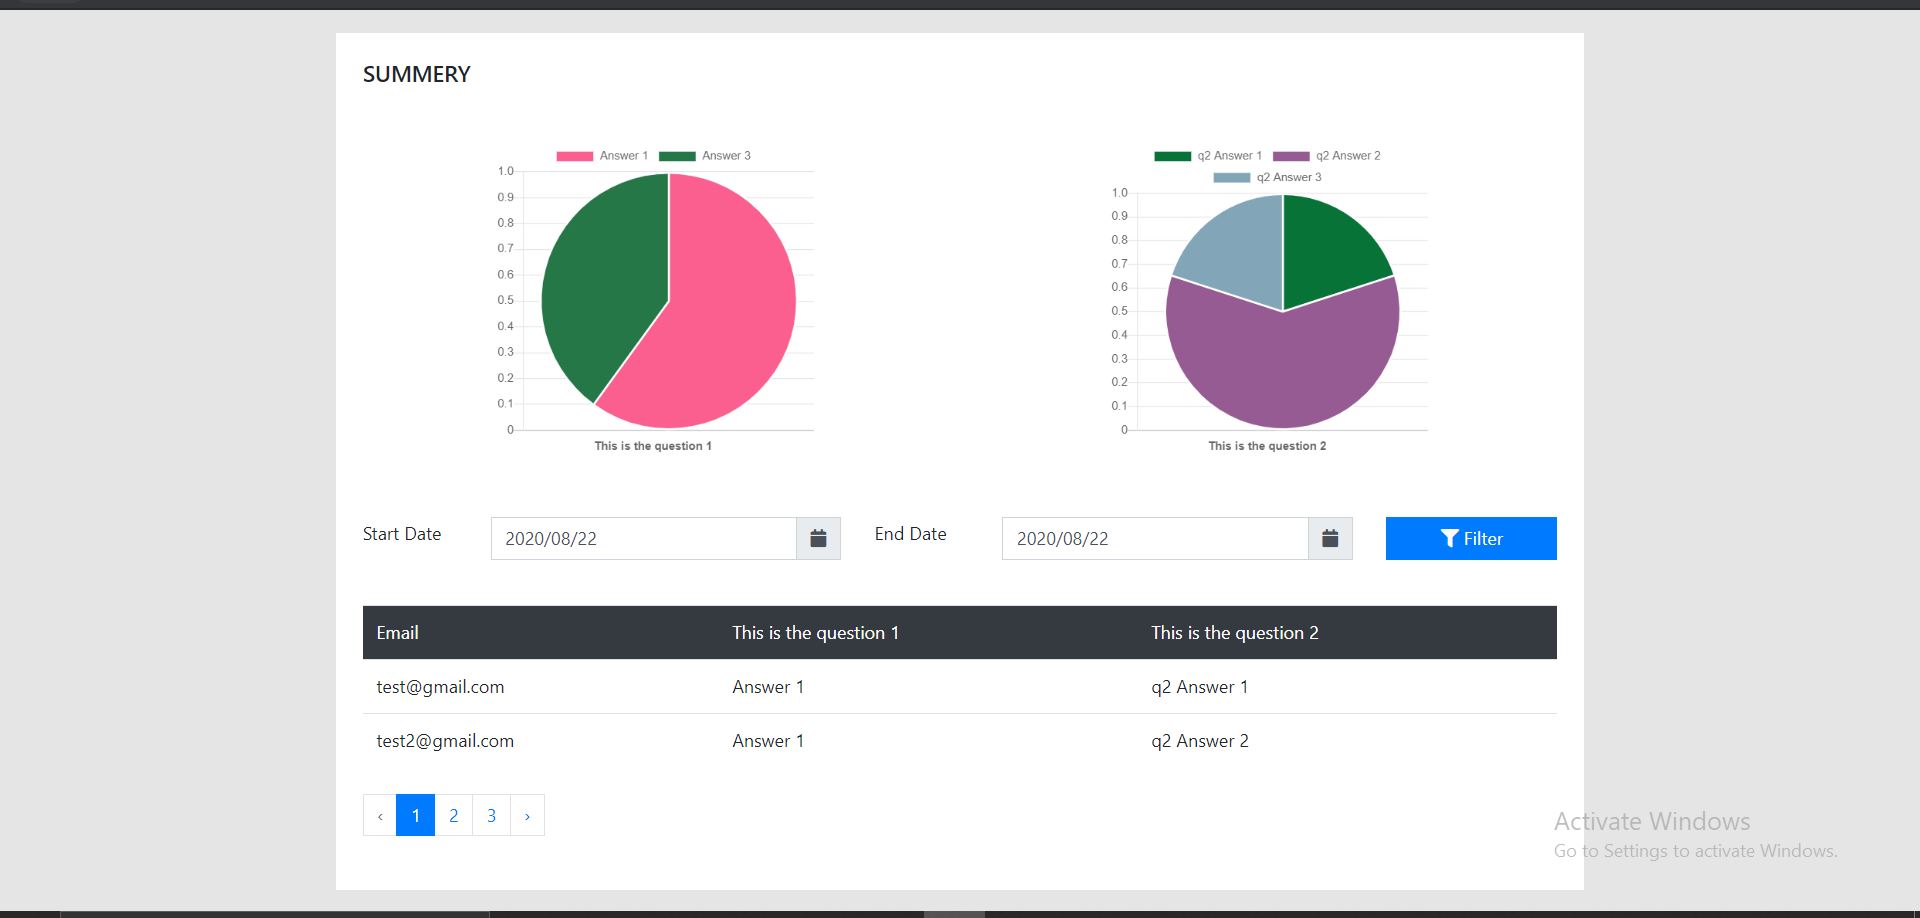 SUMMERY
Answer 1 Answer 3
1.0
0.9
0.8
0.7
0.6
0.5
0.4
0.3
0.2
0.1
0
This is the question 1
q2 Answer 1 q2 Answer 2
q2 Answer 3
1.0
0.9
0.8
0.7
0.6
0.5
0.4
0.3
0.2
0.1
0
This is the question 2
Start Date 2020/08/22 End Date 2020/08/22 Filter
Email This is the question 1 This is the question 2
test@gmail.com Answer 1 q2 Answer 1
test2@gmail.com Answer 1 q2 Answer 2
‹ 1 2 3 ›
Activate Windows
Go to Settings to activate Windows.